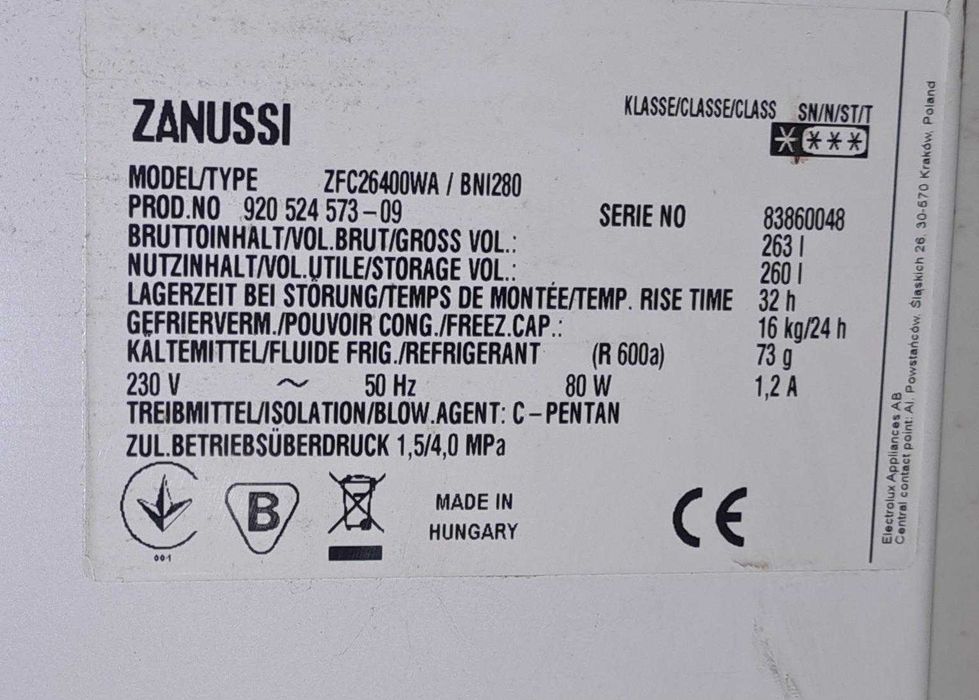 ZANUSSI
KLASSE/CLASSE/CLASS SN/N/ST/T
MODEL/TYPE ZFC26400WA / BNI280
PROD.NO 920 524 573-09 SERIE NO 83860048
BRUTTOINHALT/VOL.BRUT/GROSS VOL.: 263 l
NUTZINHALT/VOL.UTILE/STORAGE VOL.: 260 l
LAGERZEIT BEI STÖRUNG/TEMPS DE MONTÉE/TEMP. RISE TIME 32 h
GEFRIERVERM./POUVOIR CONG./FREEZ.CAP.: 16 kg/24 h
KÄLTEMITTEL/FLUIDE FRIG./REFRIGERANT (R 600a) 73 g
230 V ~ 50 Hz 80 W 1,2 A
TREIBMITTEL/ISOLATION/BLOW.AGENT: C-PENTAN
ZUL.BETRIEBSÜBERDRUCK 1,5/4,0 MPa
001
B
MADE IN
HUNGARY
CE
Electrolux Appliances AB
Central contact point: Al. Powstańców. Śląskich 26. 30-570 Kraków, Poland